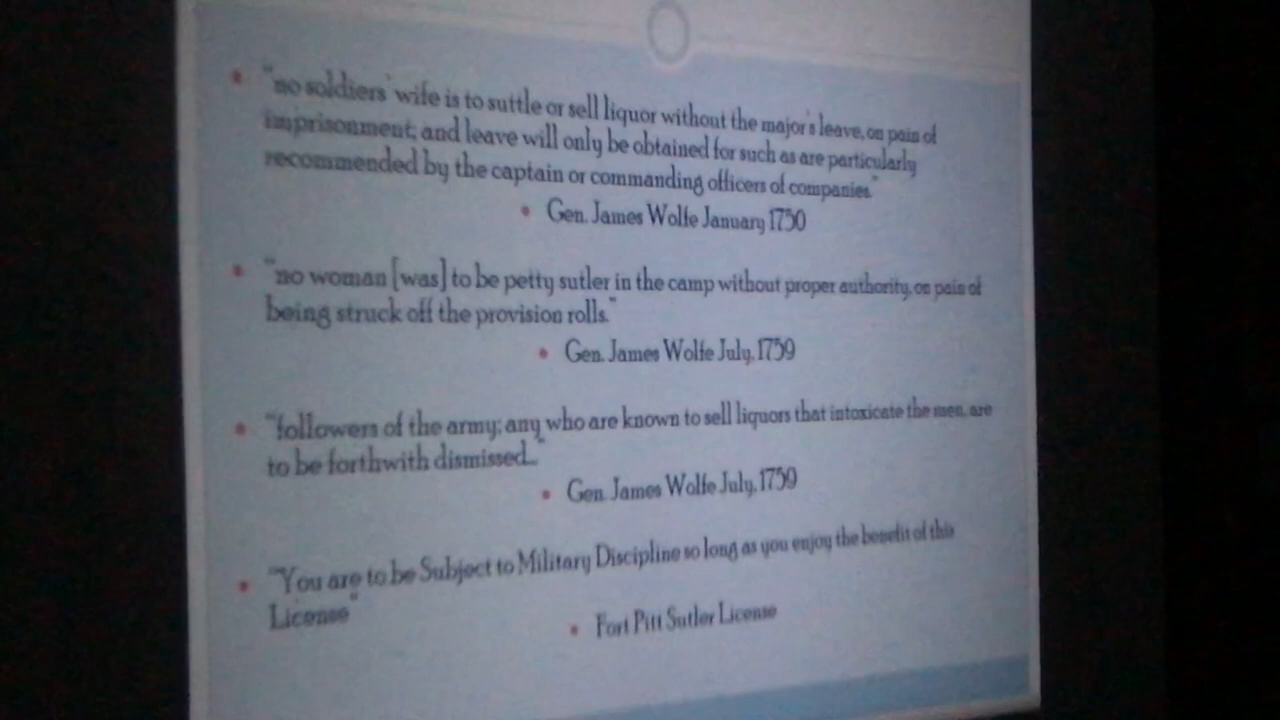 • "no soldiers' wife is to suttle or sell liquor without the major's leave, on pain of
imprisonment; and leave will only be obtained for such as are particularly
recommended by the captain or commanding officers of companies."
• Gen. James Wolfe January 1750
• "no woman [was] to be petty sutler in the camp without proper authority, on pain of
being struck off the provision rolls."
• Gen. James Wolfe July, 1759
• "followers of the army; any who are known to sell liquors that intoxicate the men, are
to be forthwith dismissed..."
• Gen. James Wolfe July, 1759
• "You are to be Subject to Military Discipline so long as you enjoy the benefit of this
License"
• Fort Pitt Sutler License